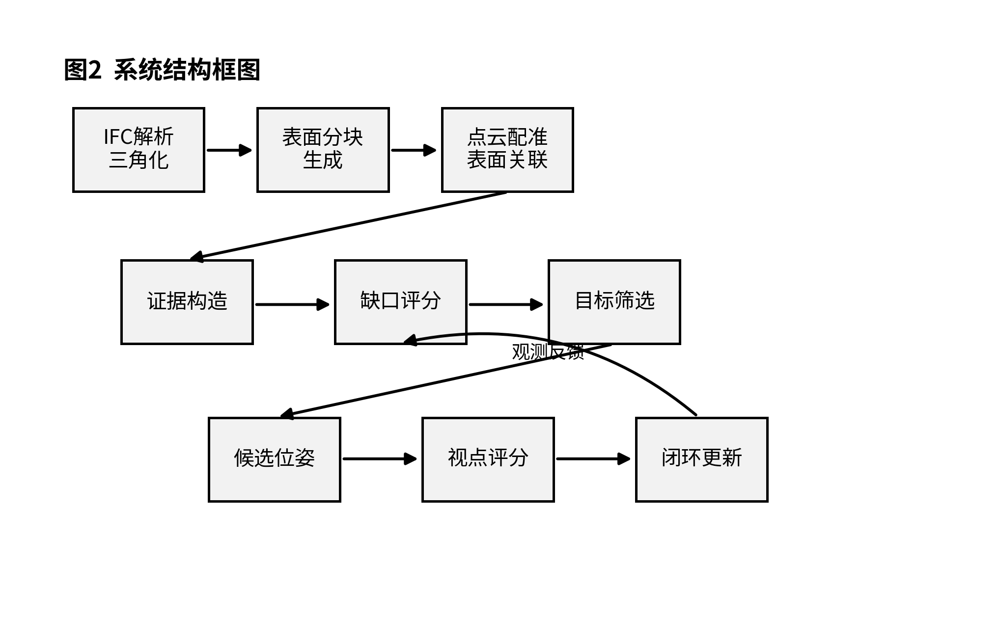 图2 系统结构框图
IFC解析
三角化
表面分块
生成
点云配准
表面关联
证据构造
缺口评分
目标筛选
观测反馈
候选位姿
视点评分
闭环更新